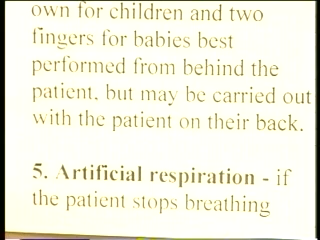 own for children and two
fingers for babies best
performed from behind the
patient, but may be carried out
with the patient on their back.
5. Artificial respiration - if
the patient stops breathing